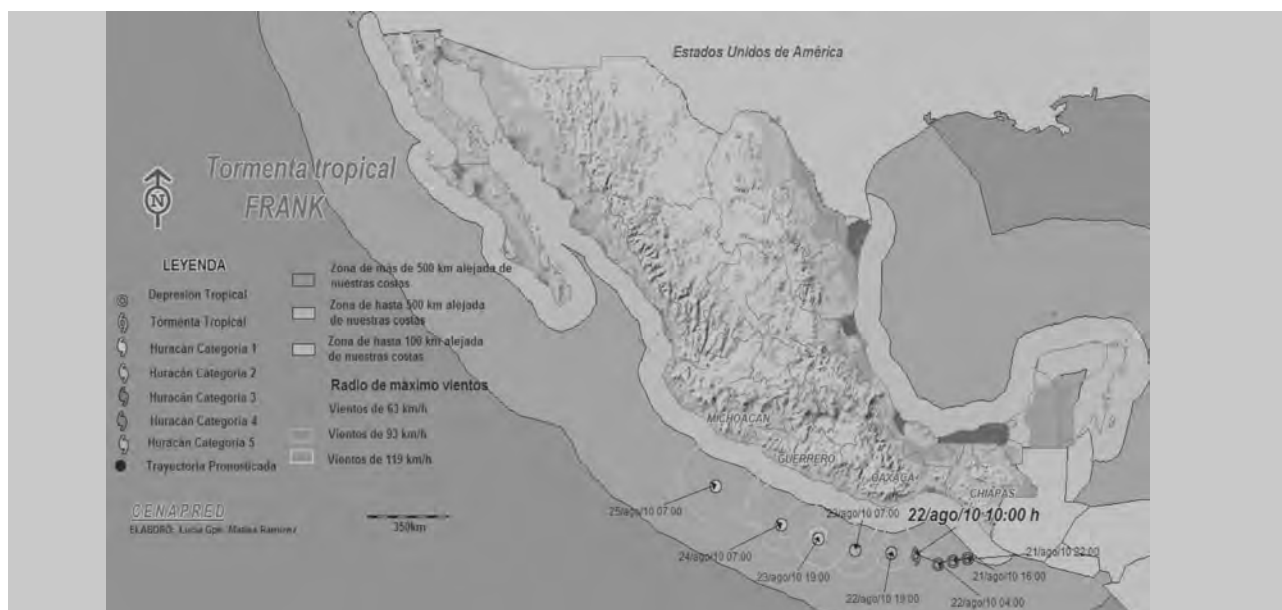 Estados Unidos de América
Tormenta tropical
FRANK
N
LEYENDA
Depresión Tropical
Tormenta Tropical
Huracán Categoría 1
Huracán Categoría 2
Huracán Categoría 3
Huracán Categoría 4
Huracán Categoría 5
Trayectoria Pronosticada
Zona de más de 500 km alejada de
nuestras costas
Zona de hasta 500 km alejada
de nuestras costas
Zona de hasta 100 km alejada
de nuestras costas
Radio de máximo vientos
Vientos de 63 km/h
Vientos de 93 km/h
Vientos de 119 km/h
CENAPRED
ELABORÓ: Lucia Gpe. Matias Ramirez
350km
MICHOACAN
GUERRERO
OAXACA
CHIAPAS
25/ago/10 07:00
24/ago/10 07:00
23/ago/10 19:00
23/ago/10 07:00
22/ago/10 19:00
22/ago/10 10:00 h
22/ago/10 04:00
21/ago/10 22:00
21/ago/10 16:00